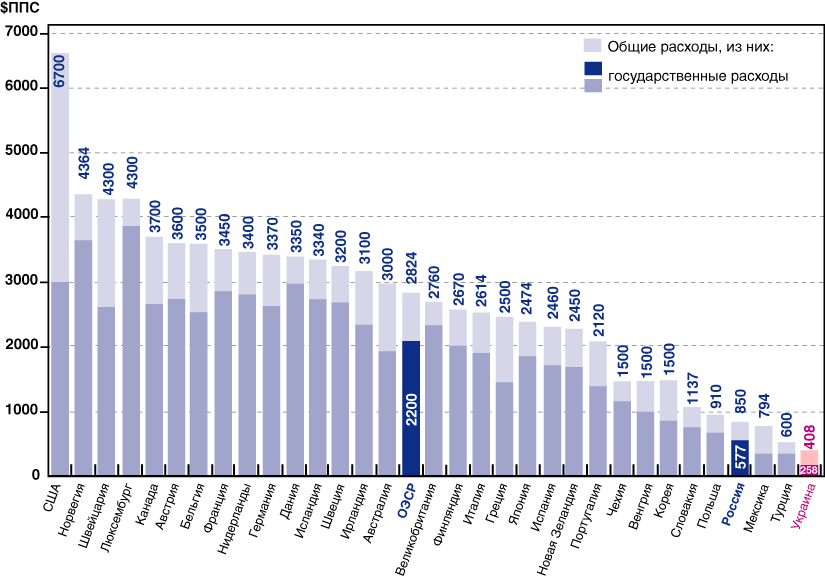 $ППС
7000
6000
5000
4000
3000
2000
1000
0
Общие расходы, из них:
государственные расходы
6700
4364
4300
4300
3700
3600
3500
3450
3400
3370
3350
3340
3200
3100
3000
2824
2200
2760
2670
2614
2500
2474
2460
2450
2120
1500
1500
1500
1137
910
850
577
794
600
408
258
США
Норвегия
Швейцария
Люксембург
Канада
Австрия
Бельгия
Франция
Нидерланды
Германия
Дания
Исландия
Швеция
Ирландия
Австралия
ОЭСР
Великобритания
Финляндия
Италия
Греция
Япония
Испания
Новая Зеландия
Португалия
Чехия
Венгрия
Корея
Словакия
Польша
Россия
Мексика
Турция
Украина